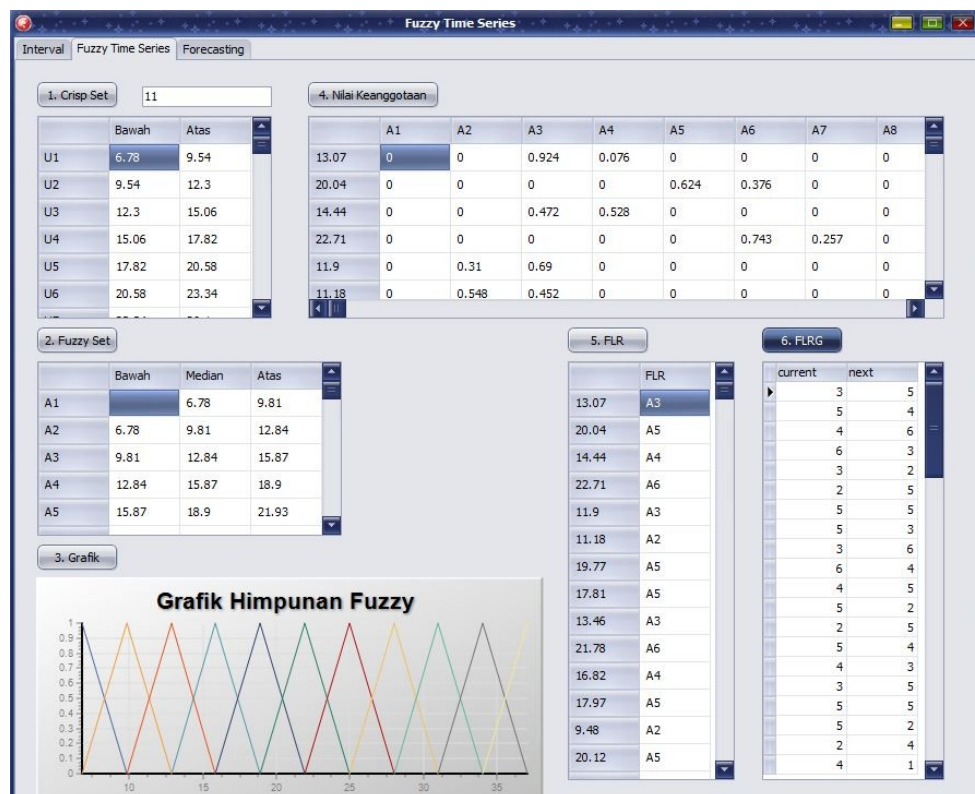 Fuzzy Time Series
Interval Fuzzy Time Series Forecasting
1. Crisp Set 11
Bawah Atas
U1 6.78 9.54
U2 9.54 12.3
U3 12.3 15.06
U4 15.06 17.82
U5 17.82 20.58
U6 20.58 23.34
4. Nilai Keanggotaan
A1 A2 A3 A4 A5 A6 A7 A8
13.07 0 0 0.924 0.076 0 0 0 0
20.04 0 0 0 0 0.624 0.376 0 0
14.44 0 0 0.472 0.528 0 0 0 0
22.71 0 0 0 0 0 0.743 0.257 0
11.9 0 0.31 0.69 0 0 0 0 0
11.18 0 0.548 0.452 0 0 0 0 0
2. Fuzzy Set
Bawah Median Atas
A1 6.78 9.81
A2 6.78 9.81 12.84
A3 9.81 12.84 15.87
A4 12.84 15.87 18.9
A5 15.87 18.9 21.93
3. Grafik
Grafik Himpunan Fuzzy
1
0.9
0.8
0.7
0.6
0.5
0.4
0.3
0.2
0.1
0
10 15 20 25 30 35
5. FLR
FLR
13.07 A3
20.04 A5
14.44 A4
22.71 A6
11.9 A3
11.18 A2
19.77 A5
17.81 A5
13.46 A3
21.78 A6
16.82 A4
17.97 A5
9.48 A2
20.12 A5
6. FLRG
current next
3 5
5 4
4 6
6 3
3 2
2 5
5 5
5 3
3 6
6 4
4 5
5 2
2 5
5 4
4 3
3 5
5 5
5 2
2 4
4 1